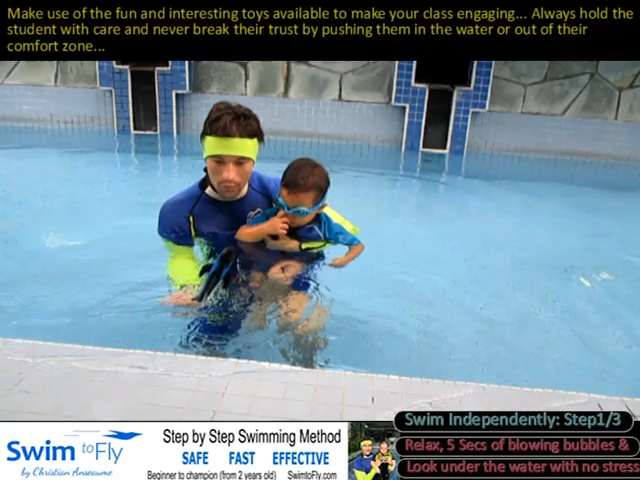 Make use of the fun and interesting toys available to make your class engaging... Always hold the
student with care and never break their trust by pushing them in the water or out of their
comfort zone...
Swim to Fly
by Christian Anseaume
Step by Step Swimming Method
SAFE FAST EFFECTIVE
Beginner to champion (from 2 years old) SwimtoFly.com
Swim Independently: Step1/3
Relax, 5 Secs of blowing bubbles &
Look under the water with no stress